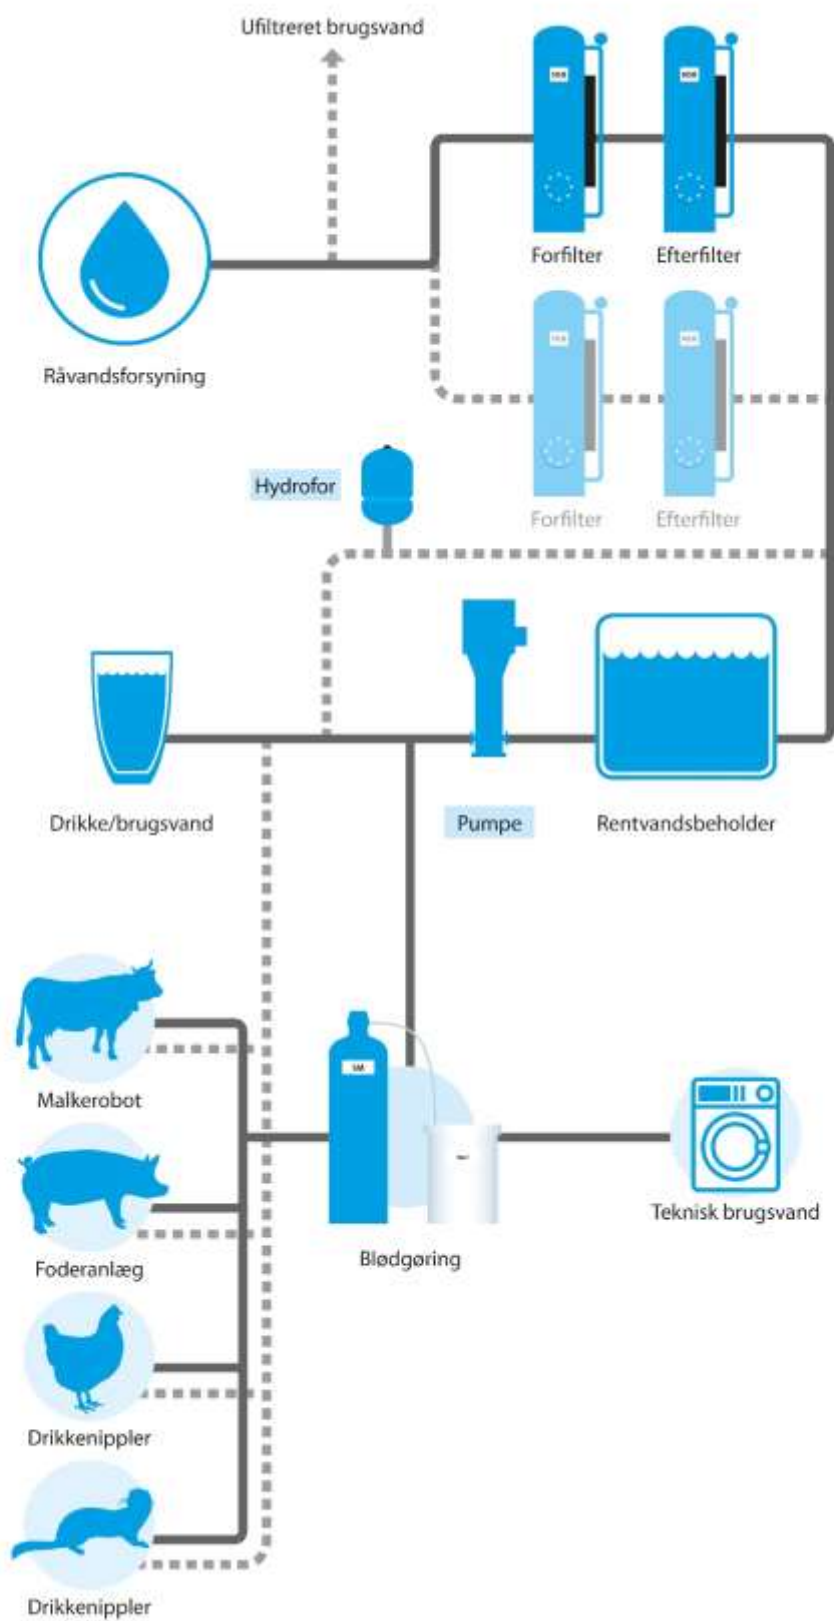 Ufiltreret brugsvand
Forfilter
Efterfilter
Råvandsforsyning
Hydrofor
Forfilter
Efterfilter
Drikke/brugsvand
Pumpe
Rentvandsbeholder
Malkerobot
Foderanlæg
Blødgøring
Teknisk brugsvand
Drikkenippler
Drikkenippler